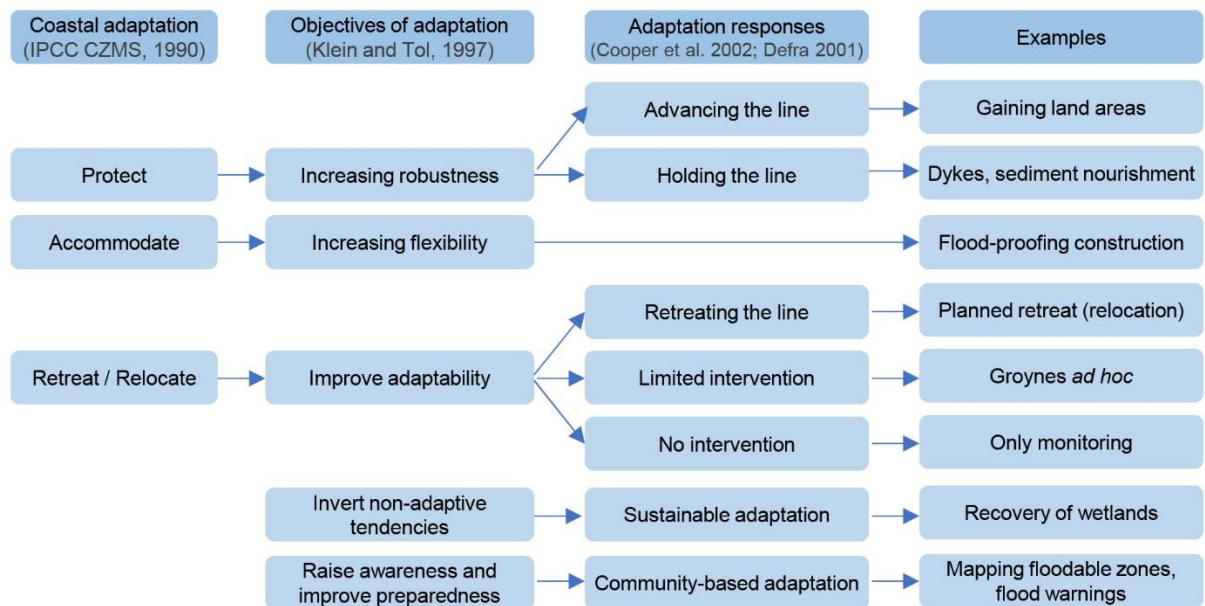 Coastal adaptation
(IPCC CZMS, 1990)
Objectives of adaptation
(Klein and Tol, 1997)
Adaptation responses
(Cooper et al. 2002; Defra 2001)
Examples
Advancing the line
Gaining land areas
Protect
Increasing robustness
Holding the line
Dykes, sediment nourishment
Accommodate
Increasing flexibility
Flood-proofing construction
Retreating the line
Planned retreat (relocation)
Retreat / Relocate
Improve adaptability
Limited intervention
Groynes ad hoc
No intervention
Only monitoring
Invert non-adaptive
tendencies
Sustainable adaptation
Recovery of wetlands
Raise awareness and
improve preparedness
Community-based adaptation
Mapping floodable zones,
flood warnings